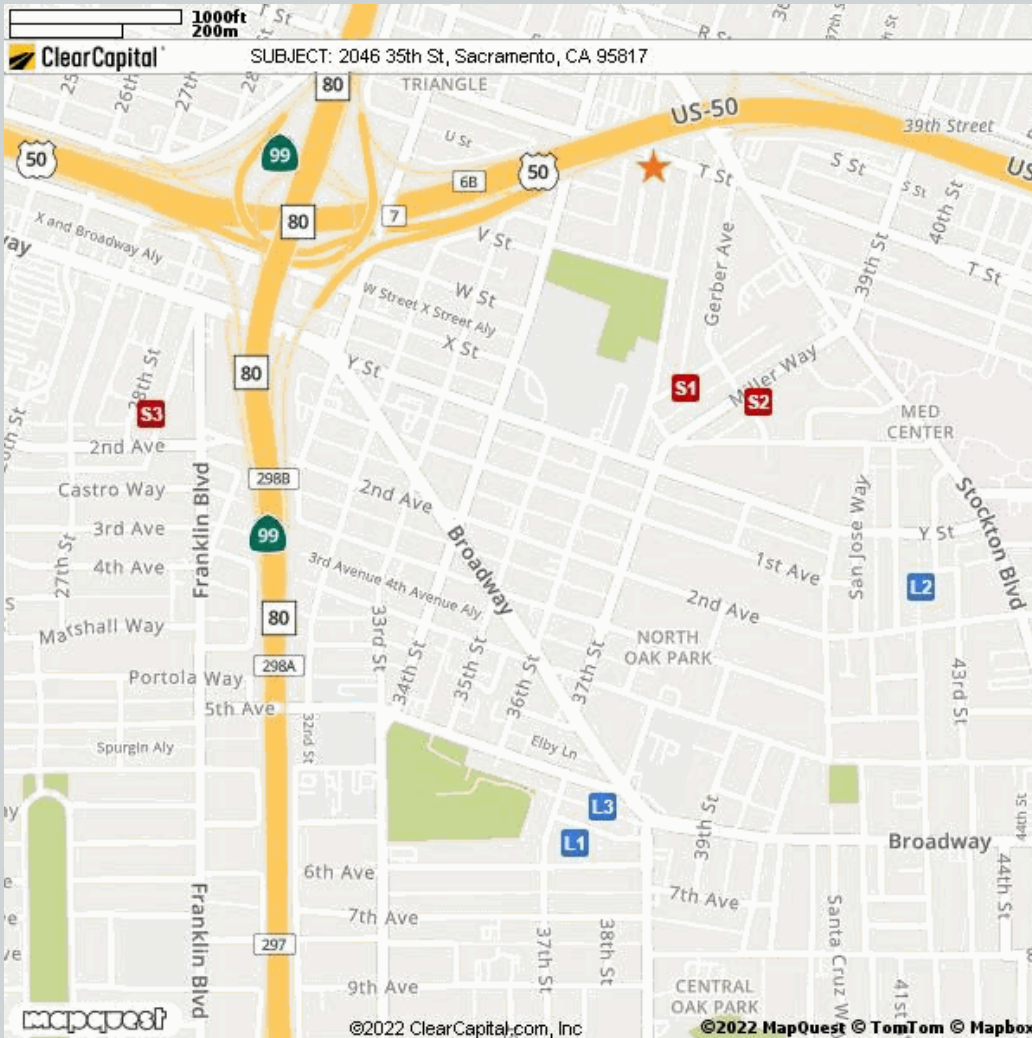 1000ft
200m
T St
R S
ClearCapital
SUBJECT: 2046 35th St, Sacramento, CA 95817
26th St
27th St
80
TRIANGLE
US-50
39th Street
U St
50
99
6B
50
T St
S St
S St
40th St
US
80
7
X and Broadway Aly
way
V St
Gerber Ave
39th St
T St
W St
W Street X Street Aly
X St
Y St
80
28th St
S3
S1
Miller Way
S2
MED
CENTER
2nd Ave
298B
Castro Way
Franklin Blvd
2nd Ave
Stockton Blvd
3rd Ave
99
Broadway
San Jose Way
Y St
4th Ave
27th St
3rd Avenue 4th Avenue Aly
1st Ave
L2
80
2nd Ave
Marshall Way
33rd St
NORTH
OAK PARK
298A
Portola Way
34th St
35th St
36th St
37th St
43rd St
5th Ave
32nd St
Spurgin Aly
Elby Ln
L3
39th St
44th St
L1
Broadway
6th Ave
44th St
7th Ave
Franklin Blvd
7th Ave
297
37th St
38th St
Santa Cruz W
41st
9th Ave
CENTRAL
OAK PARK
mapquest
©2022 ClearCapital.com, Inc
©2022 MapQuest © TomTom © Mapbox